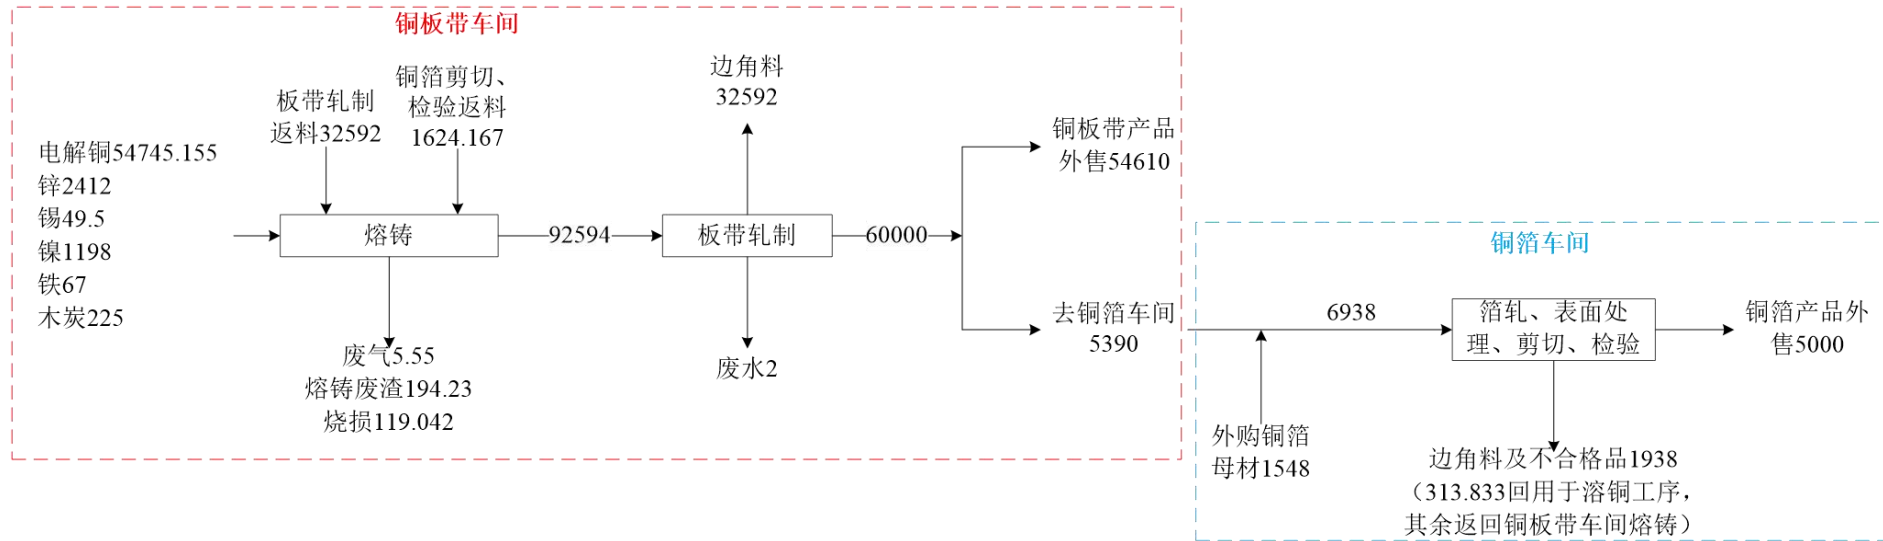 铜板带车间
板带轧制
返料32592
铜箔剪切、
检验返料
1624.167
边角料
32592
电解铜54745.155
锌2412
锡49.5
镍1198
铁67
木炭225
熔铸
92594
板带轧制
60000
铜板带产品
外售54610
去铜箔车间
5390
废气5.55
熔铸废渣194.23
烧损119.042
废水2
铜箔车间
6938
箔轧、表面处
理、剪切、检验
铜箔产品外
售5000
外购铜箔
母材1548
边角料及不合格品1938
（313.833回用于溶铜工序，
其余返回铜板带车间熔铸）